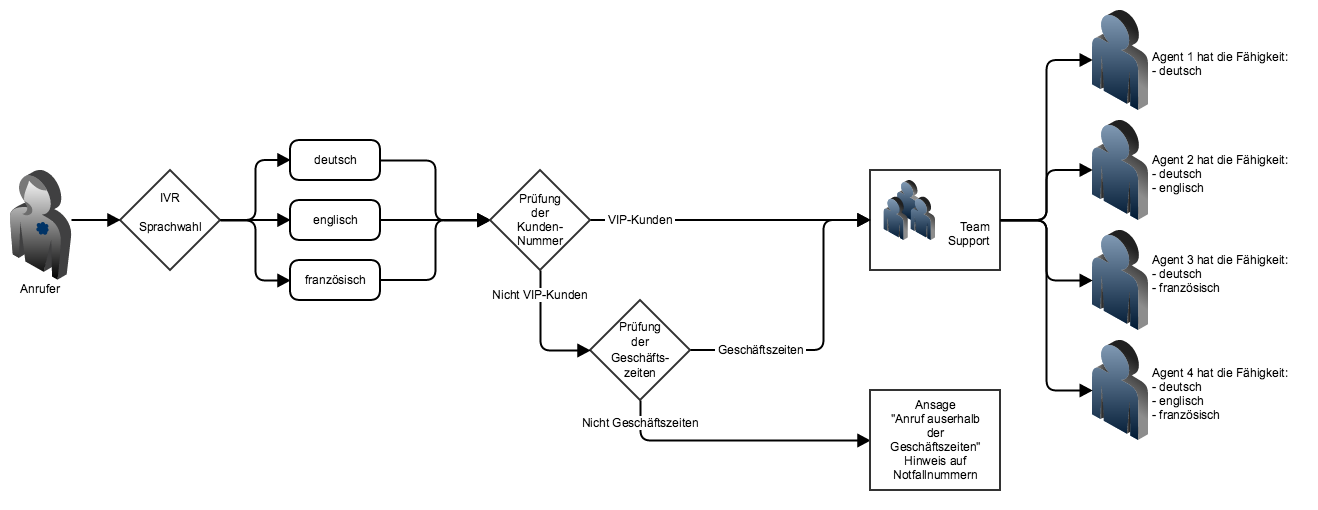 Anrufer
IVR
Sprachwahl
deutsch
englisch
französisch
Prüfung
der
Kunden-
Nummer
VIP-Kunden
Nicht VIP-Kunden
Prüfung
der
Geschäfts-
zeiten
Geschäftszeiten
Nicht Geschäftszeiten
Team
Support
Ansage
"Anruf auserhalb
der
Geschäftszeiten"
Hinweis auf
Notfallnummern
Agent 1 hat die Fähigkeit:
- deutsch
Agent 2 hat die Fähigkeit:
- deutsch
- englisch
Agent 3 hat die Fähigkeit:
- deutsch
- französisch
Agent 4 hat die Fähigkeit:
- deutsch
- englisch
- französisch